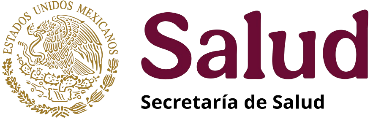 ESTADOS UNIDOS MEXICANOS
Salud
Secretaría de Salud